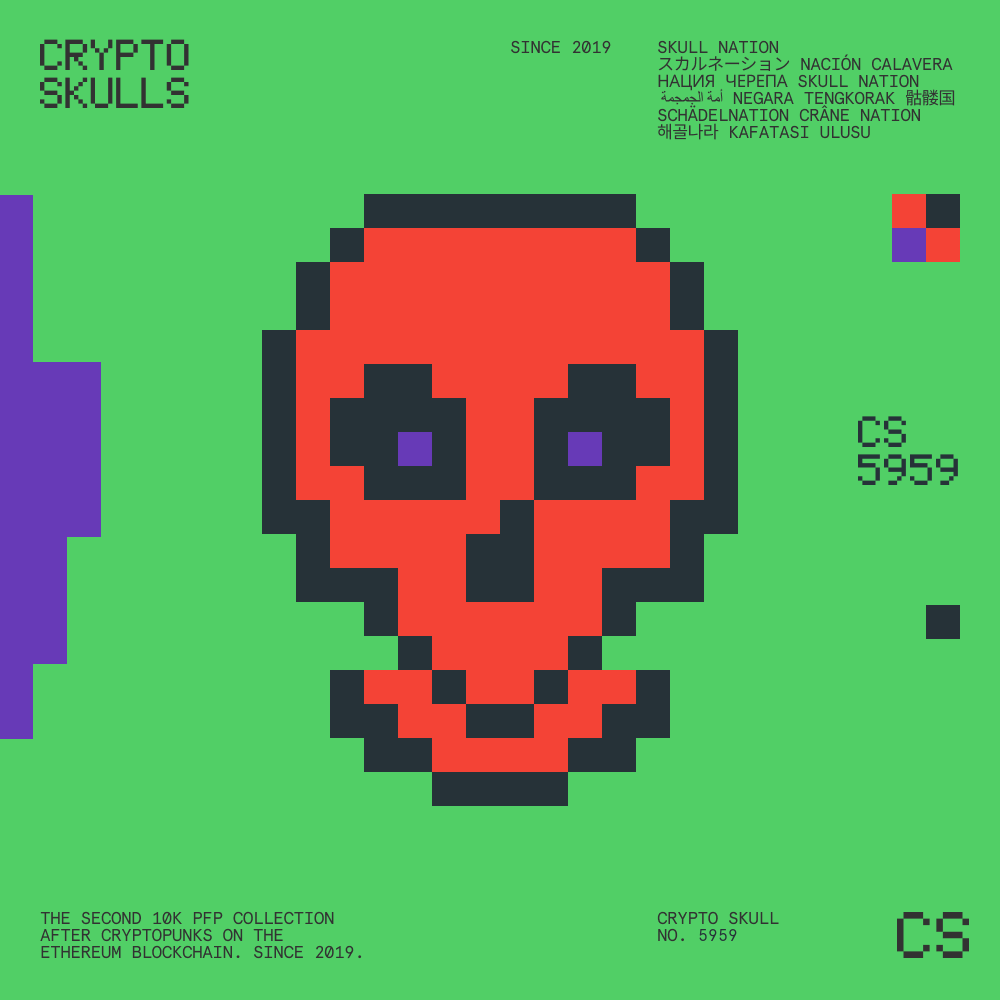 CRYPTO
SKULLS
SINCE 2019
SKULL NATION
スカルネーション NACIÓN CALAVERA
НАЦИЯ ЧЕРЕПА SKULL NATION
أمة الجمجمة NEGARA TENGKORAK 骷髅国
SCHÄDELNATION CRÂNE NATION
해골나라 KAFATASI ULUSU
CS
5959
THE SECOND 10K PFP COLLECTION
AFTER CRYPTOPUNKS ON THE
ETHEREUM BLOCKCHAIN. SINCE 2019.
CRYPTO SKULL
NO. 5959
CS